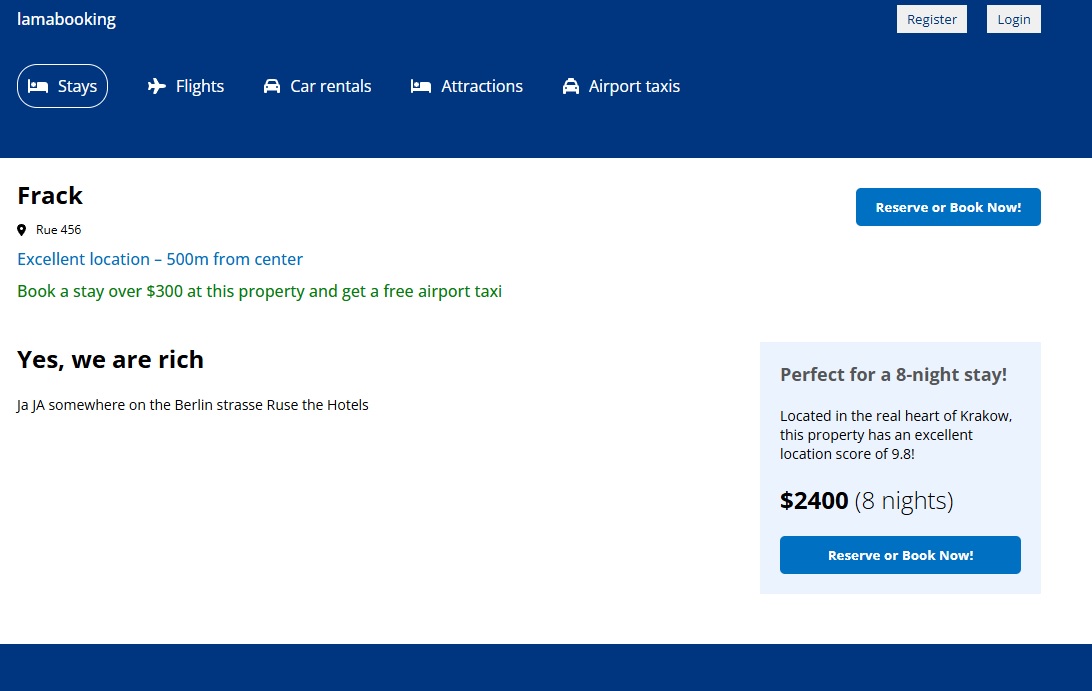 lamabooking
Register
Login
Stays
Flights
Car rentals
Attractions
Airport taxis
Frack
Reserve or Book Now!
Rue 456
Excellent location – 500m from center
Book a stay over $300 at this property and get a free airport taxi
Yes, we are rich
Ja JA somewhere on the Berlin strasse Ruse the Hotels
Perfect for a 8-night stay!
Located in the real heart of Krakow,
this property has an excellent
location score of 9.8!
$2400 (8 nights)
Reserve or Book Now!